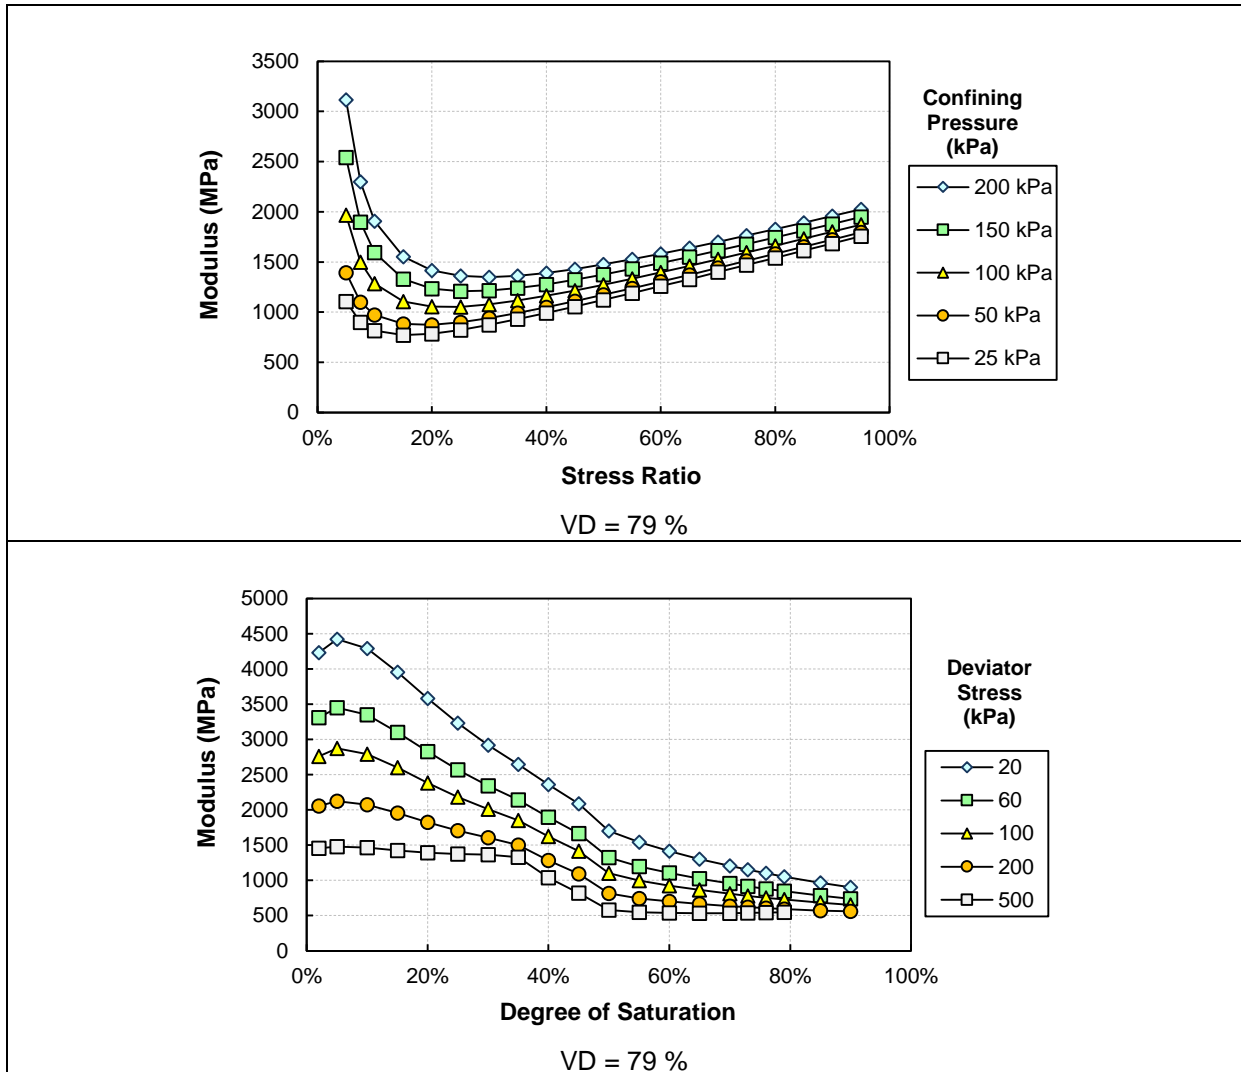 3500
3000
2500
2000
1500
1000
500
0
Modulus (MPa)
0% 20% 40% 60% 80% 100%
Stress Ratio
Confining
Pressure
(kPa)
200 kPa
150 kPa
100 kPa
50 kPa
25 kPa
VD = 79 %
5000
4500
4000
3500
3000
2500
2000
1500
1000
500
0
Modulus (MPa)
0% 20% 40% 60% 80% 100%
Degree of Saturation
Deviator
Stress
(kPa)
20
60
100
200
500
VD = 79 %